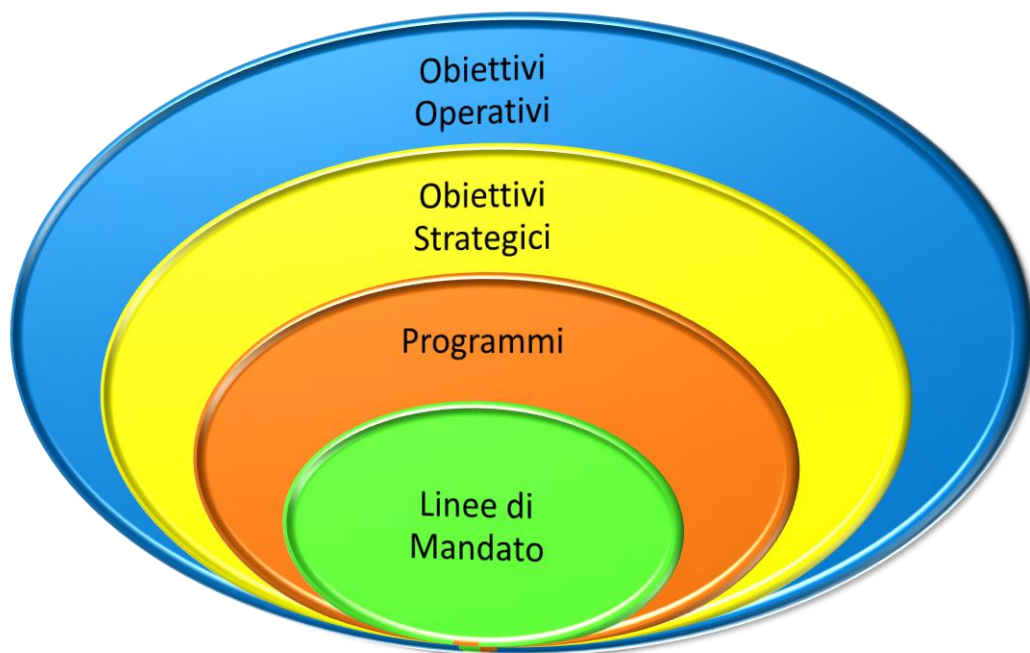 Obiettivi
Operativi
Obiettivi
Strategici
Programmi
Linee di
Mandato